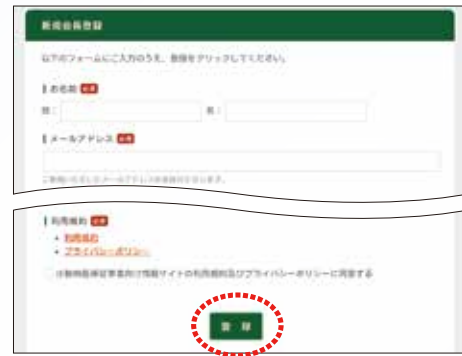 新規会員登録
以下のフォームにご入力のうえ、登録をクリックしてください。
お名前 必須
姓：
名：
メールアドレス 必須
利用規約 必須
利用規約
プライバシーポリシー
登 録